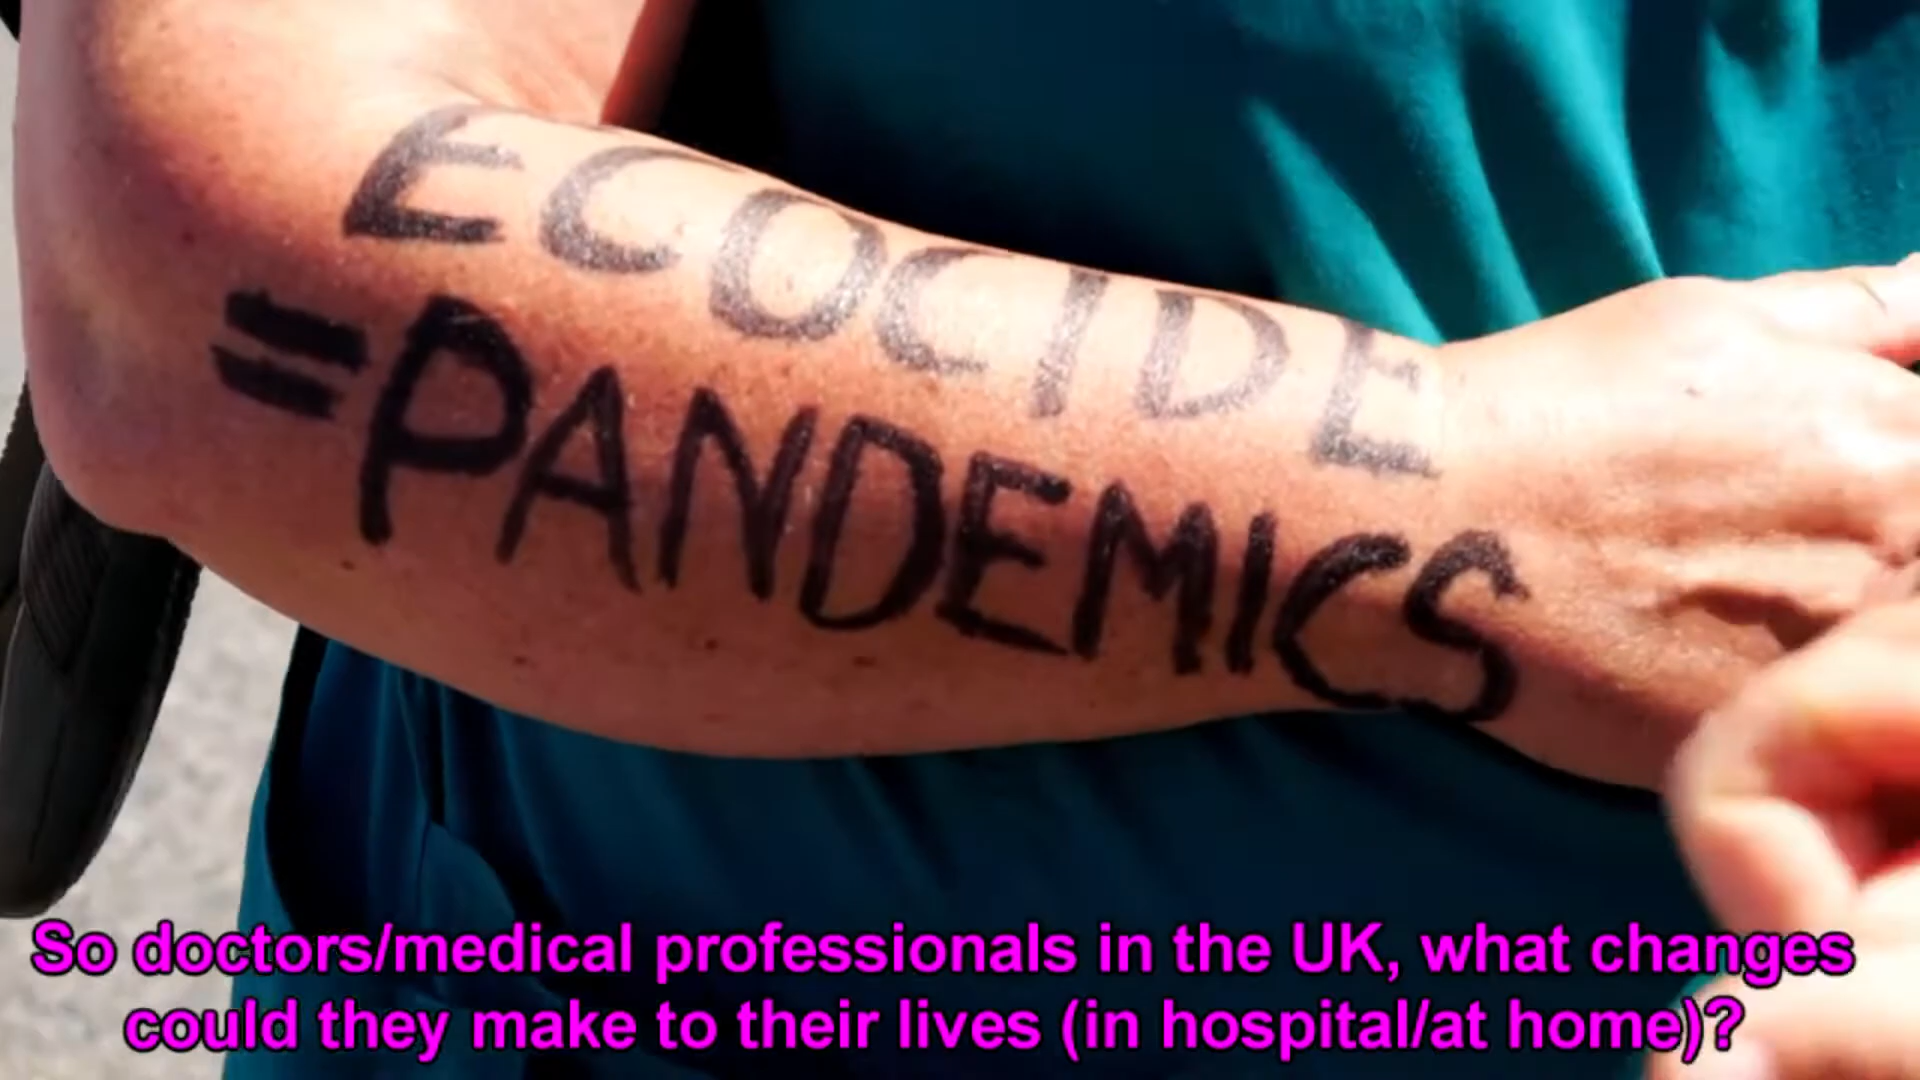 ECOCIDE
=PANDEMICS
So doctors/medical professionals in the UK, what changes
could they make to their lives (in hospital/at home)?